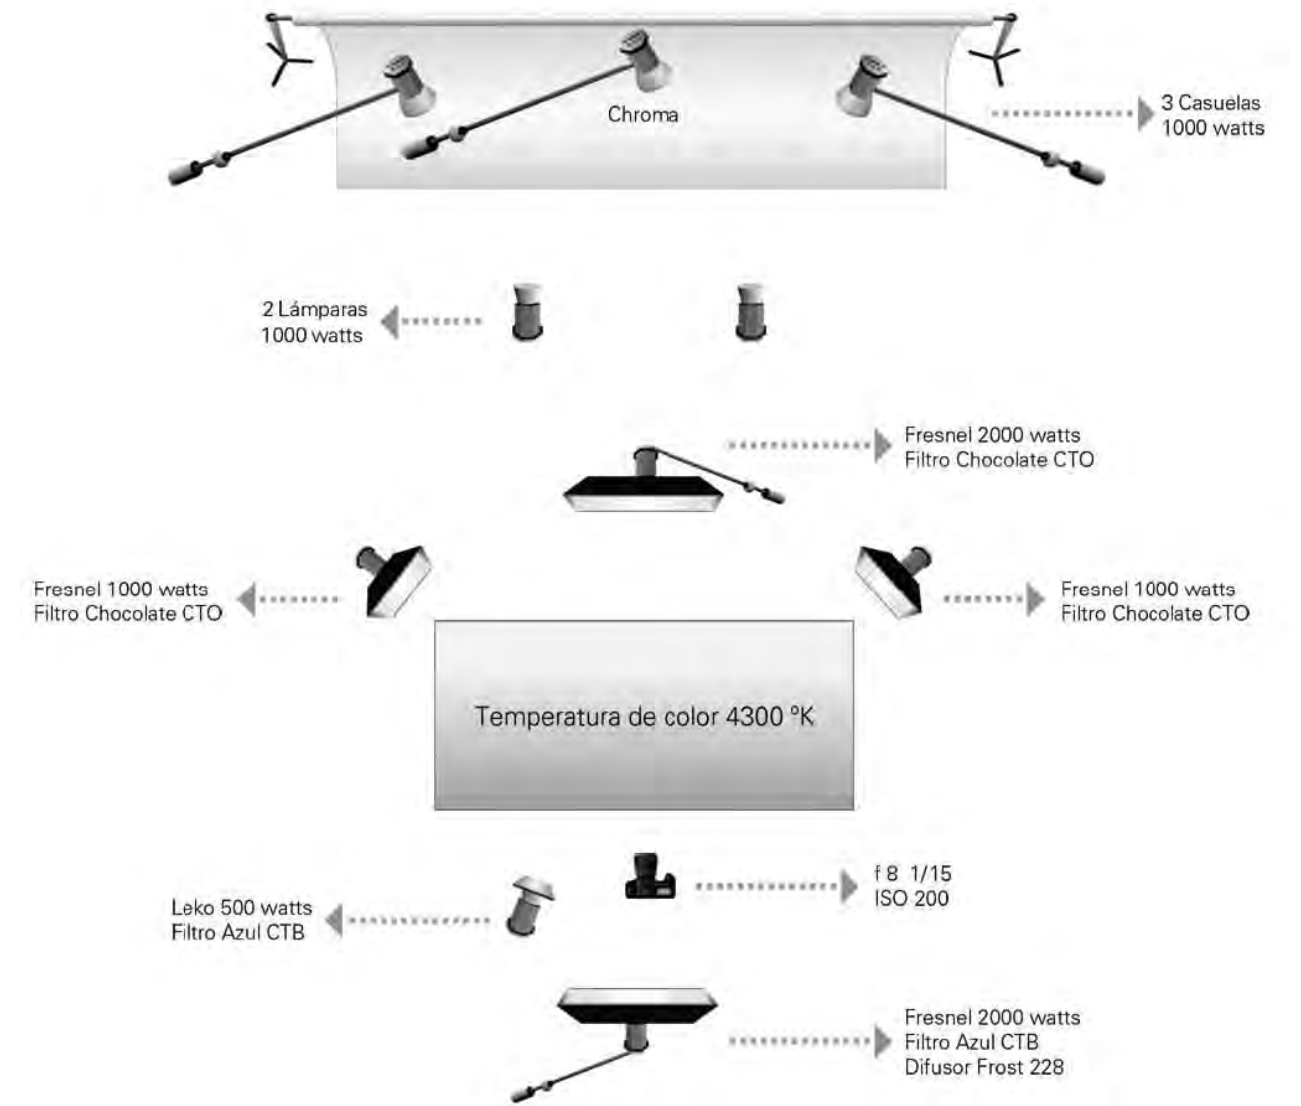 Chroma
3 Casuelas
1000 watts
2 Lámparas
1000 watts
Fresnel 2000 watts
Filtro Chocolate CTO
Fresnel 1000 watts
Filtro Chocolate CTO
Fresnel 1000 watts
Filtro Chocolate CTO
Temperatura de color 4300 ºK
f 8 1/15
ISO 200
Leko 500 watts
Filtro Azul CTB
Fresnel 2000 watts
Filtro Azul CTB
Difusor Frost 228